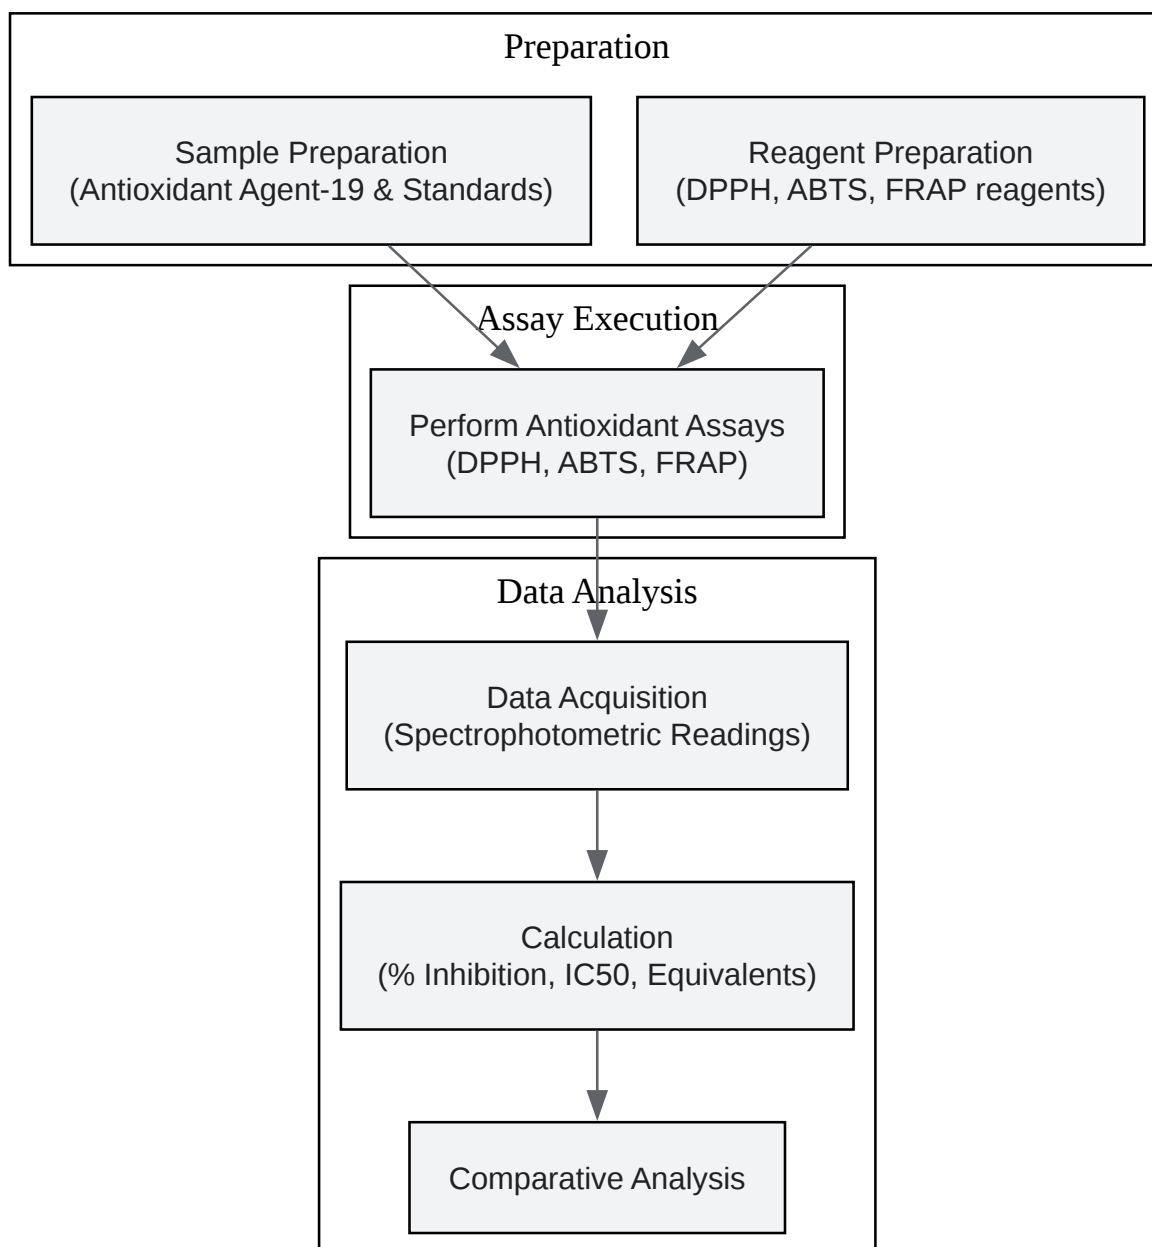 Preparation
Sample Preparation
(Antioxidant Agent-19 & Standards)
Reagent Preparation
(DPPH, ABTS, FRAP reagents)
Assay Execution
Perform Antioxidant Assays
(DPPH, ABTS, FRAP)
Data Analysis
Data Acquisition
(Spectrophotometric Readings)
Calculation
(% Inhibition, IC50, Equivalents)
Comparative Analysis